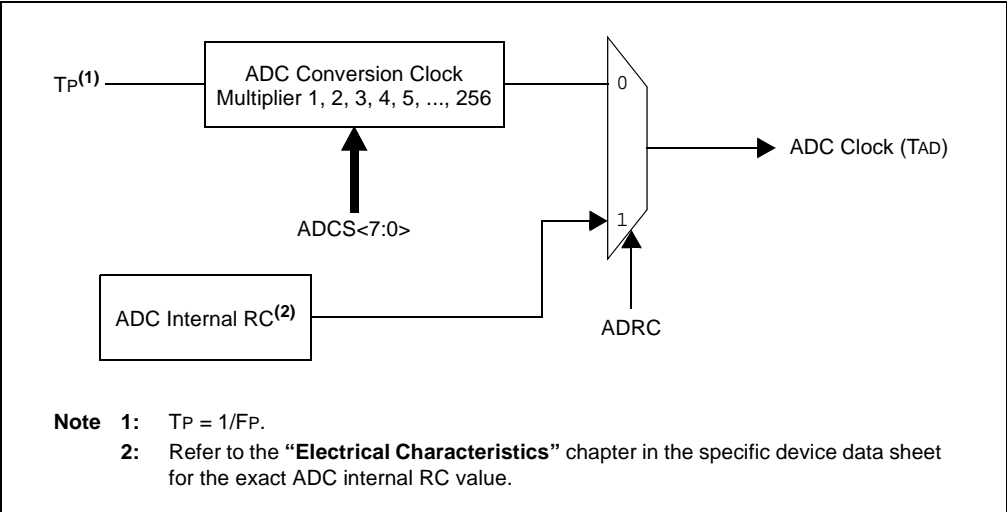 TP(1)
ADC Conversion Clock
Multiplier 1, 2, 3, 4, 5, ..., 256
0
ADC Clock (TAD)
ADCS<7:0>
1
ADC Internal RC(2)
ADRC
Note 1: TP = 1/FP.
2: Refer to the “Electrical Characteristics” chapter in the specific device data sheet
for the exact ADC internal RC value.